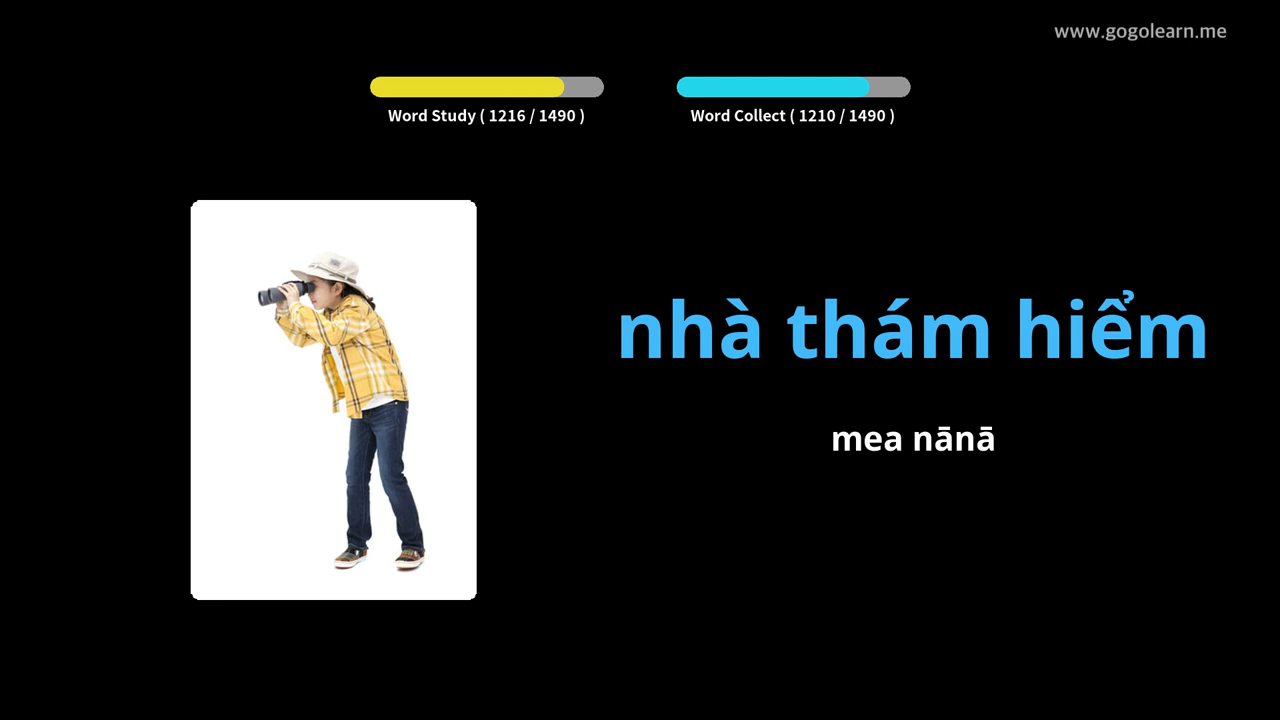 www.gogolearn.me
Word Study ( 1216 / 1490 )
Word Collect ( 1210 / 1490 )
nhà thám hiểm
mea nānā